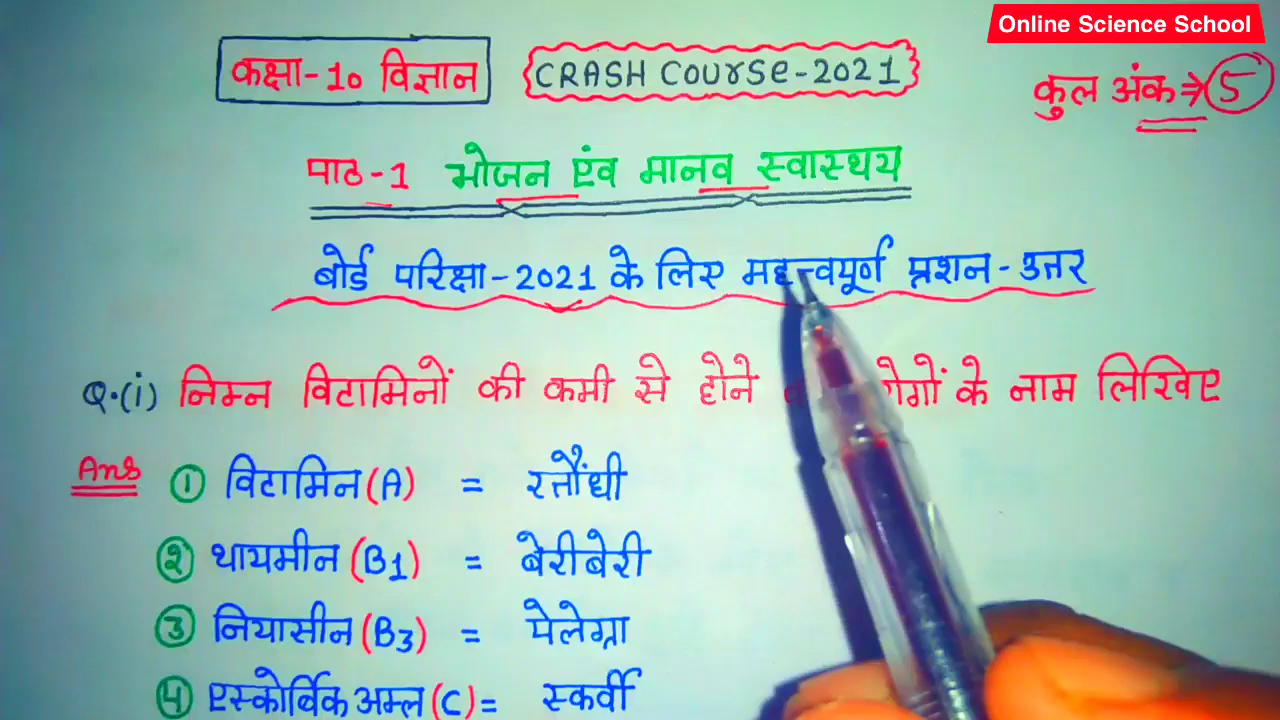 Online Science School
कक्षा-10 विज्ञान CRASH COURSE-2021 कुल अंक⇒5
पाठ-1 भोजन एंव मानव स्वास्थय
बोर्ड परिक्षा-2021 के लिए महत्त्वपूर्ण प्रशन-उत्तर
Q.(i) निम्न विटामिनों की कमी से होने के नाम लिखिए
Ans ① विटामिन (A) = रतौंधी
② थायमीन (B1) = बेरीबेरी
③ नियासीन (B3) = पेलेग्रा
④ एस्कोर्बिक अम्ल (C) = स्कर्वी